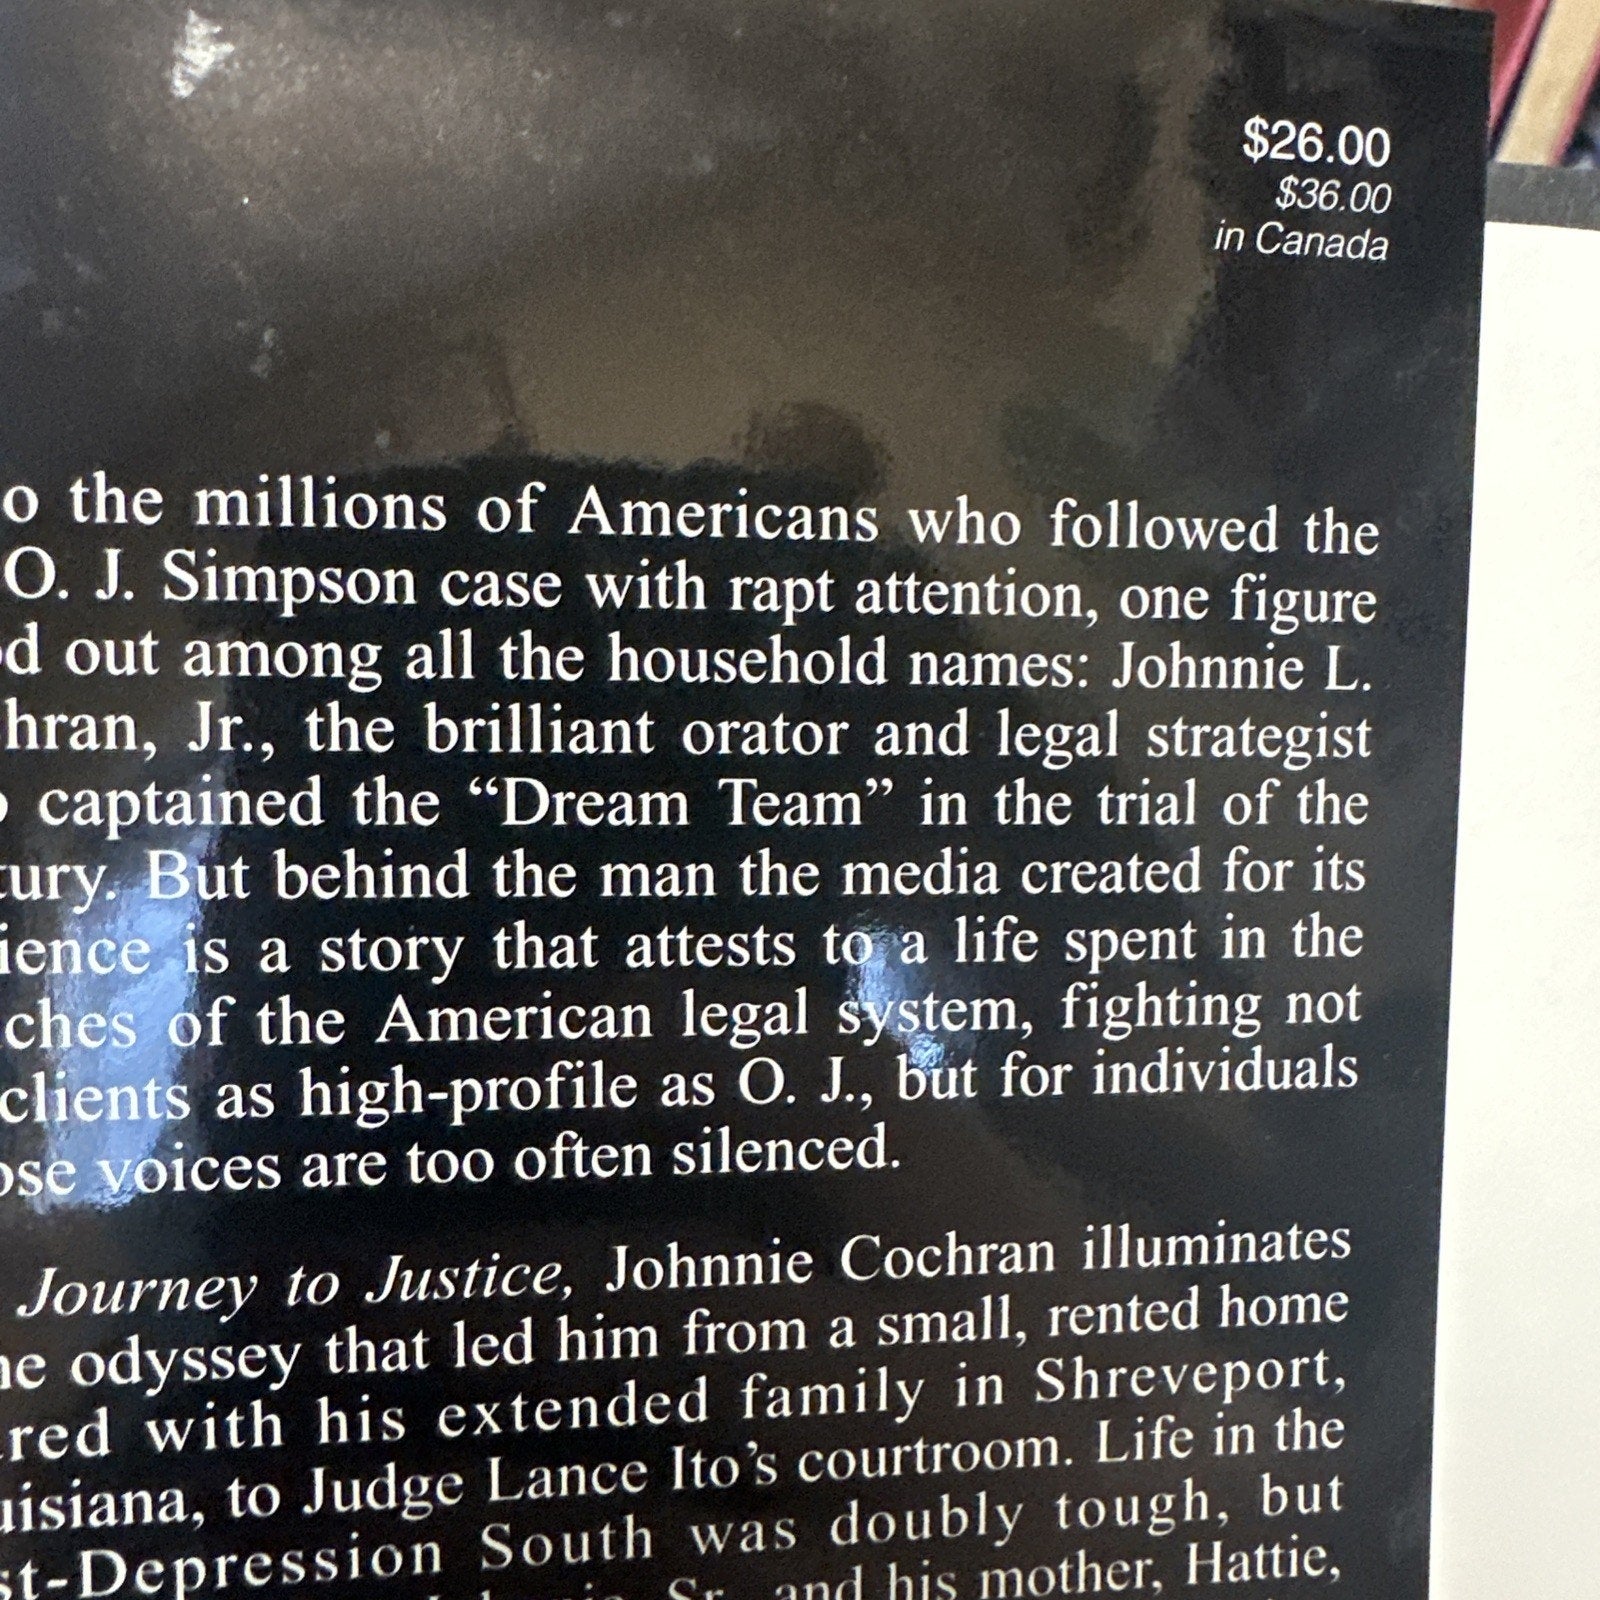 $26.00
$36.00
in Canada
o the millions of Americans who followed the
O. J. Simpson case with rapt attention, one figure
d out among all the household names: Johnnie L.
hran, Jr., the brilliant orator and legal strategist
captained the “Dream Team” in the trial of the
tury. But behind the man the media created for its
ience is a story that attests to a life spent in the
ches of the American legal system, fighting not
clients as high-profile as O. J., but for individuals
ose voices are too often silenced.
Journey to Justice, Johnnie Cochran illuminates
he odyssey that led him from a small, rented home
red with his extended family in Shreveport,
uisiana, to Judge Lance Ito’s courtroom. Life in the
st-Depression South was doubly tough, but
Sr. and his mother, Hattie,